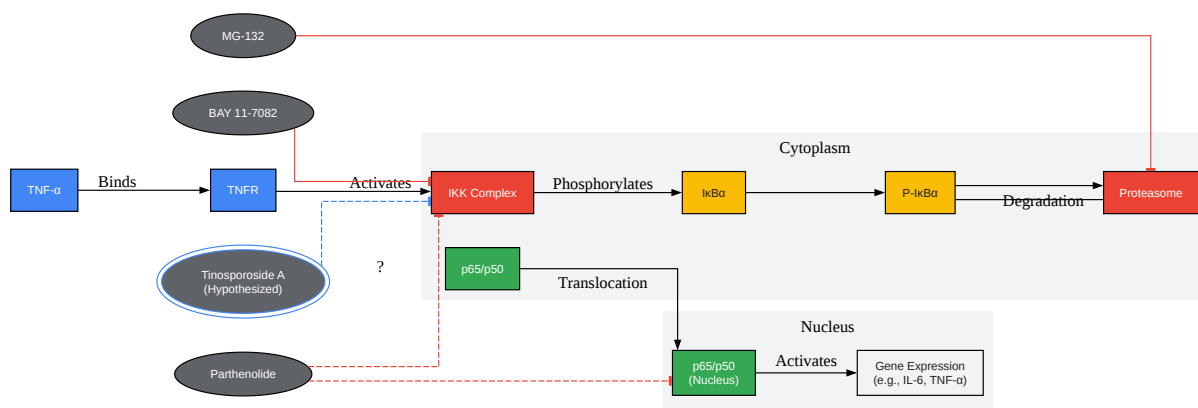 MG-132
BAY 11-7082
Cytoplasm
TNF-α
Binds
TNFR
Activates
IKK Complex
Phosphorylates
IκBα
P-IκBα
Degradation
Proteasome
Tinosporoside A
(Hypothesized)
?
p65/p50
Translocation
Nucleus
Parthenolide
p65/p50
(Nucleus)
Activates
Gene Expression
(e.g., IL-6, TNF-α)